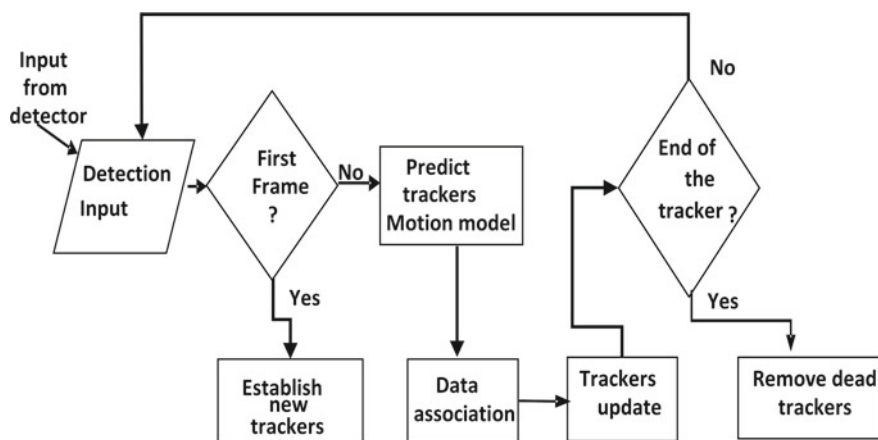 Input
from
detector
Detection
Input
First
Frame
?
No
Yes
Establish
new
trackers
Predict
trackers
Motion model
Data
association
Trackers
update
End of
the
tracker ?
No
Yes
Remove dead
trackers